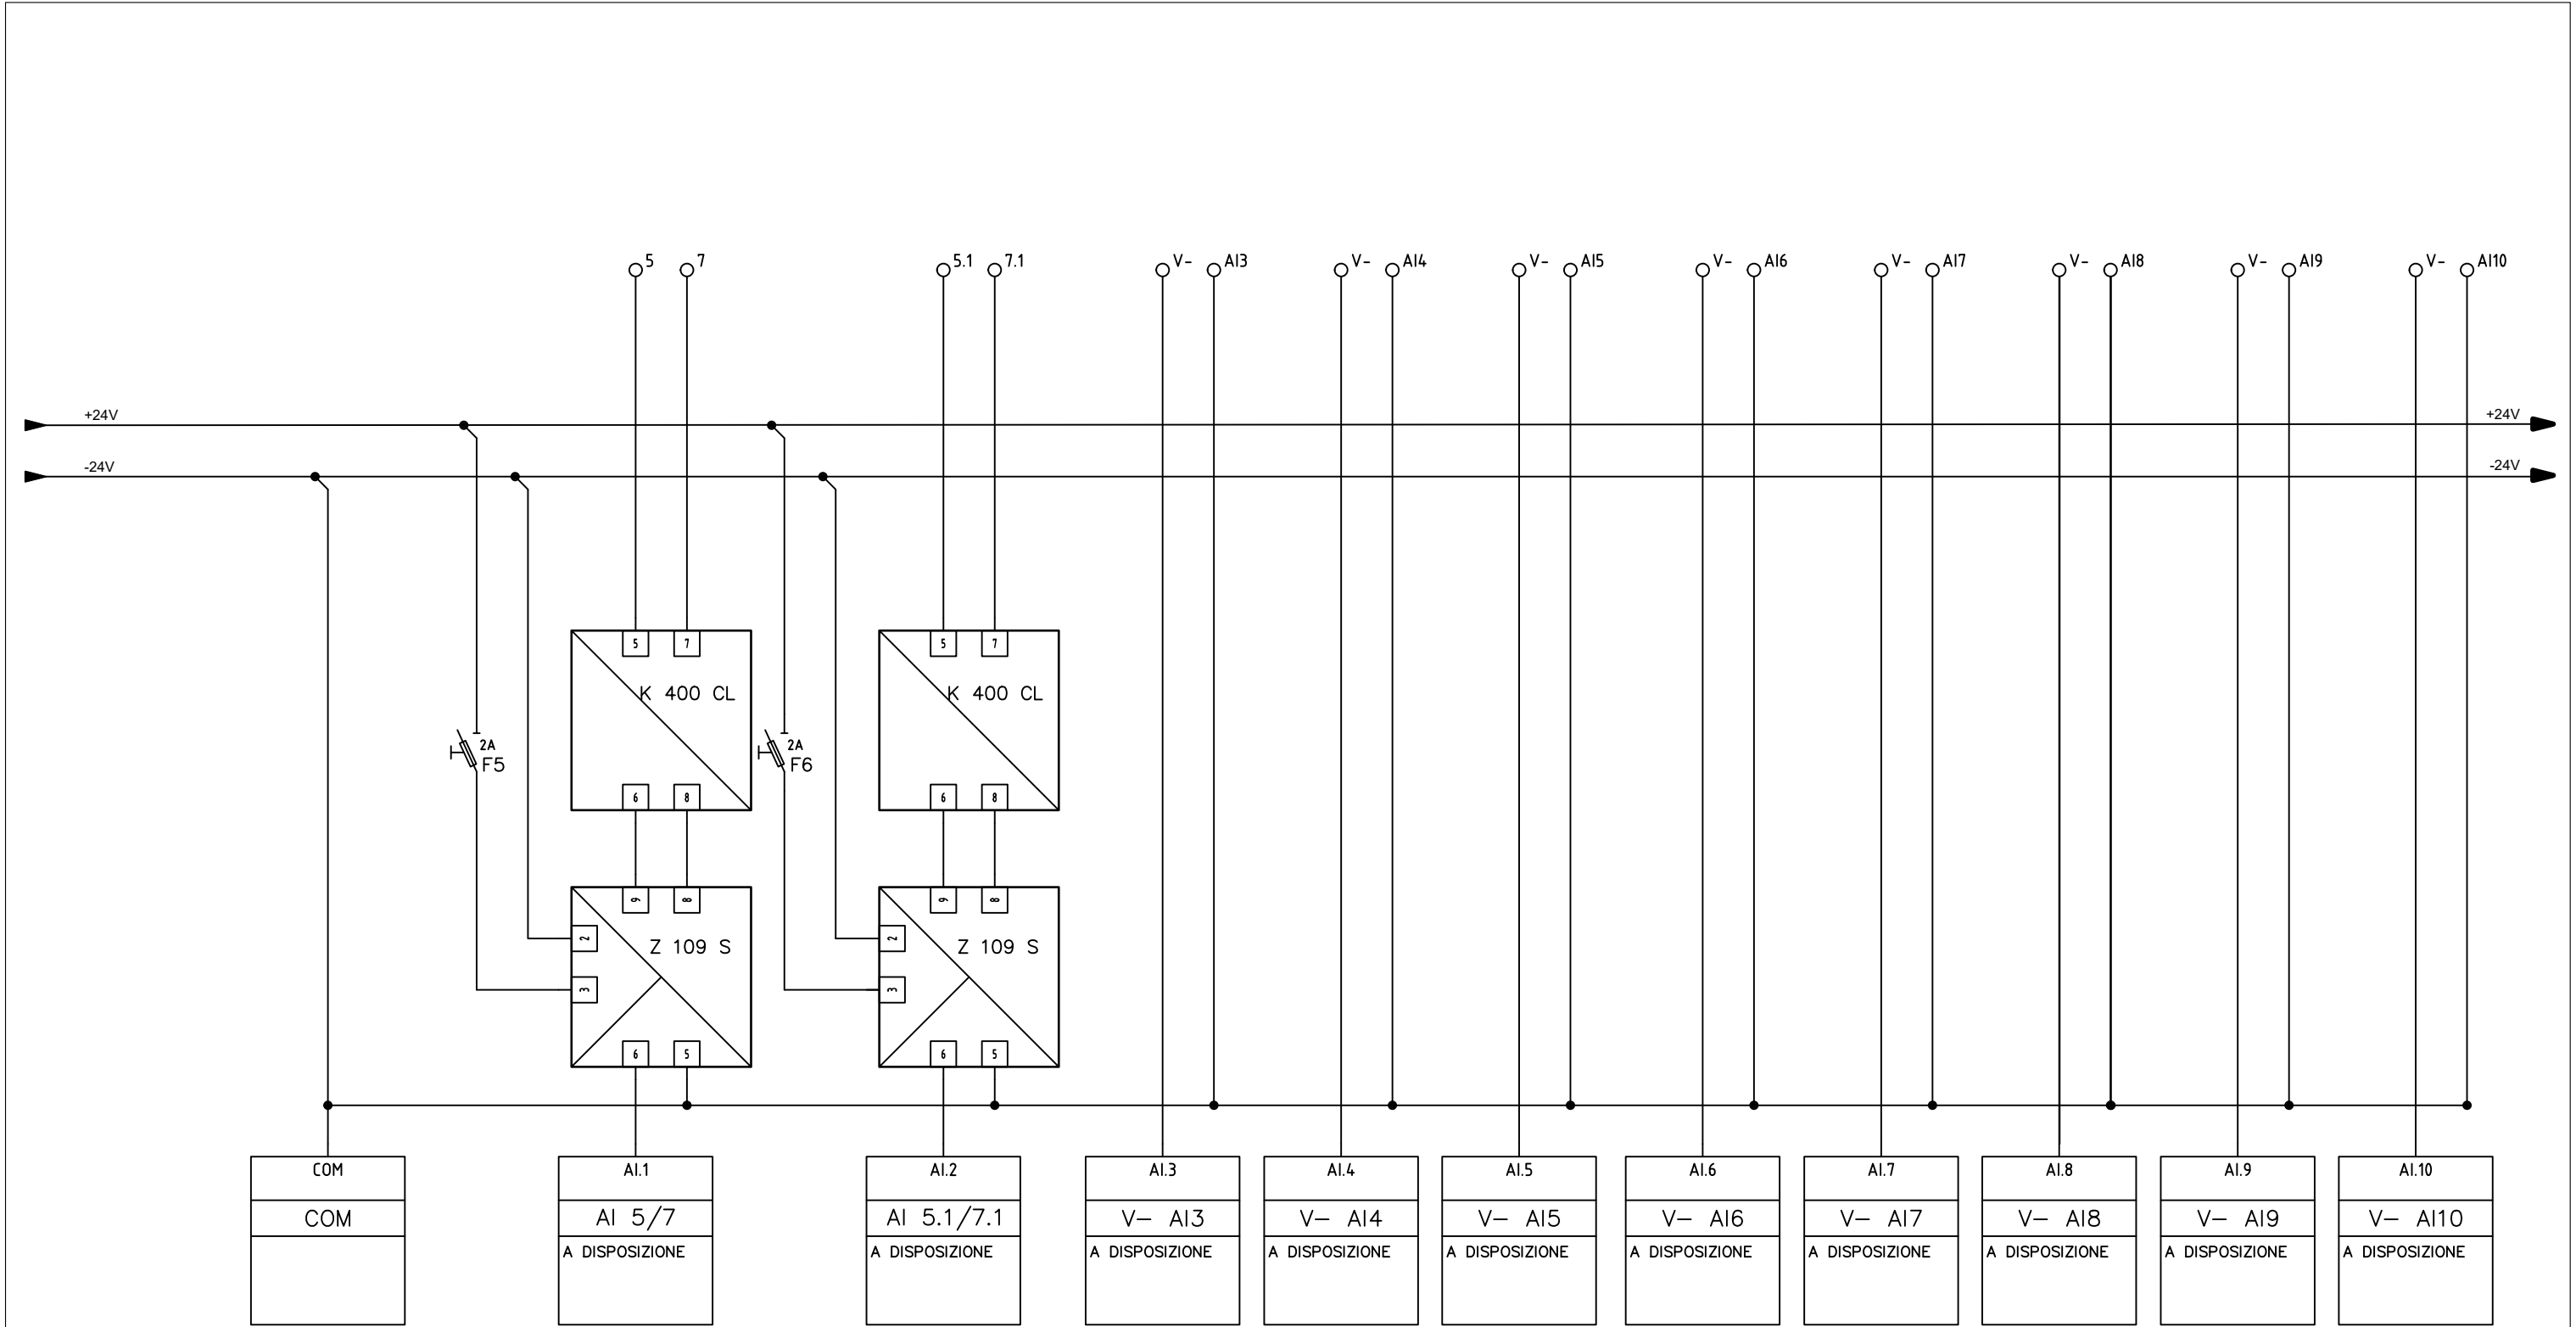 5 7 5.1 7.1 V- AI3 V- AI4 V- AI5 V- AI6 V- AI7 V- AI8 V- AI9 V- AI10
+24V +24V
-24V -24V
5 7 5 7
K 400 CL K 400 CL
2A 2A
F5 F6
6 8 6 8
9 8 9 8
2 Z 109 S 2 Z 109 S
3 3
6 5 6 5
COM AI.1 AI.2 AI.3 AI.4 AI.5 AI.6 AI.7 AI.8 AI.9 AI.10
COM AI 5/7 AI 5.1/7.1 V- AI3 V- AI4 V- AI5 V- AI6 V- AI7 V- AI8 V- AI9 V- AI10
A DISPOSIZIONE A DISPOSIZIONE A DISPOSIZIONE A DISPOSIZIONE A DISPOSIZIONE A DISPOSIZIONE A DISPOSIZIONE A DISPOSIZIONE A DISPOSIZIONE A DISPOSIZIONE